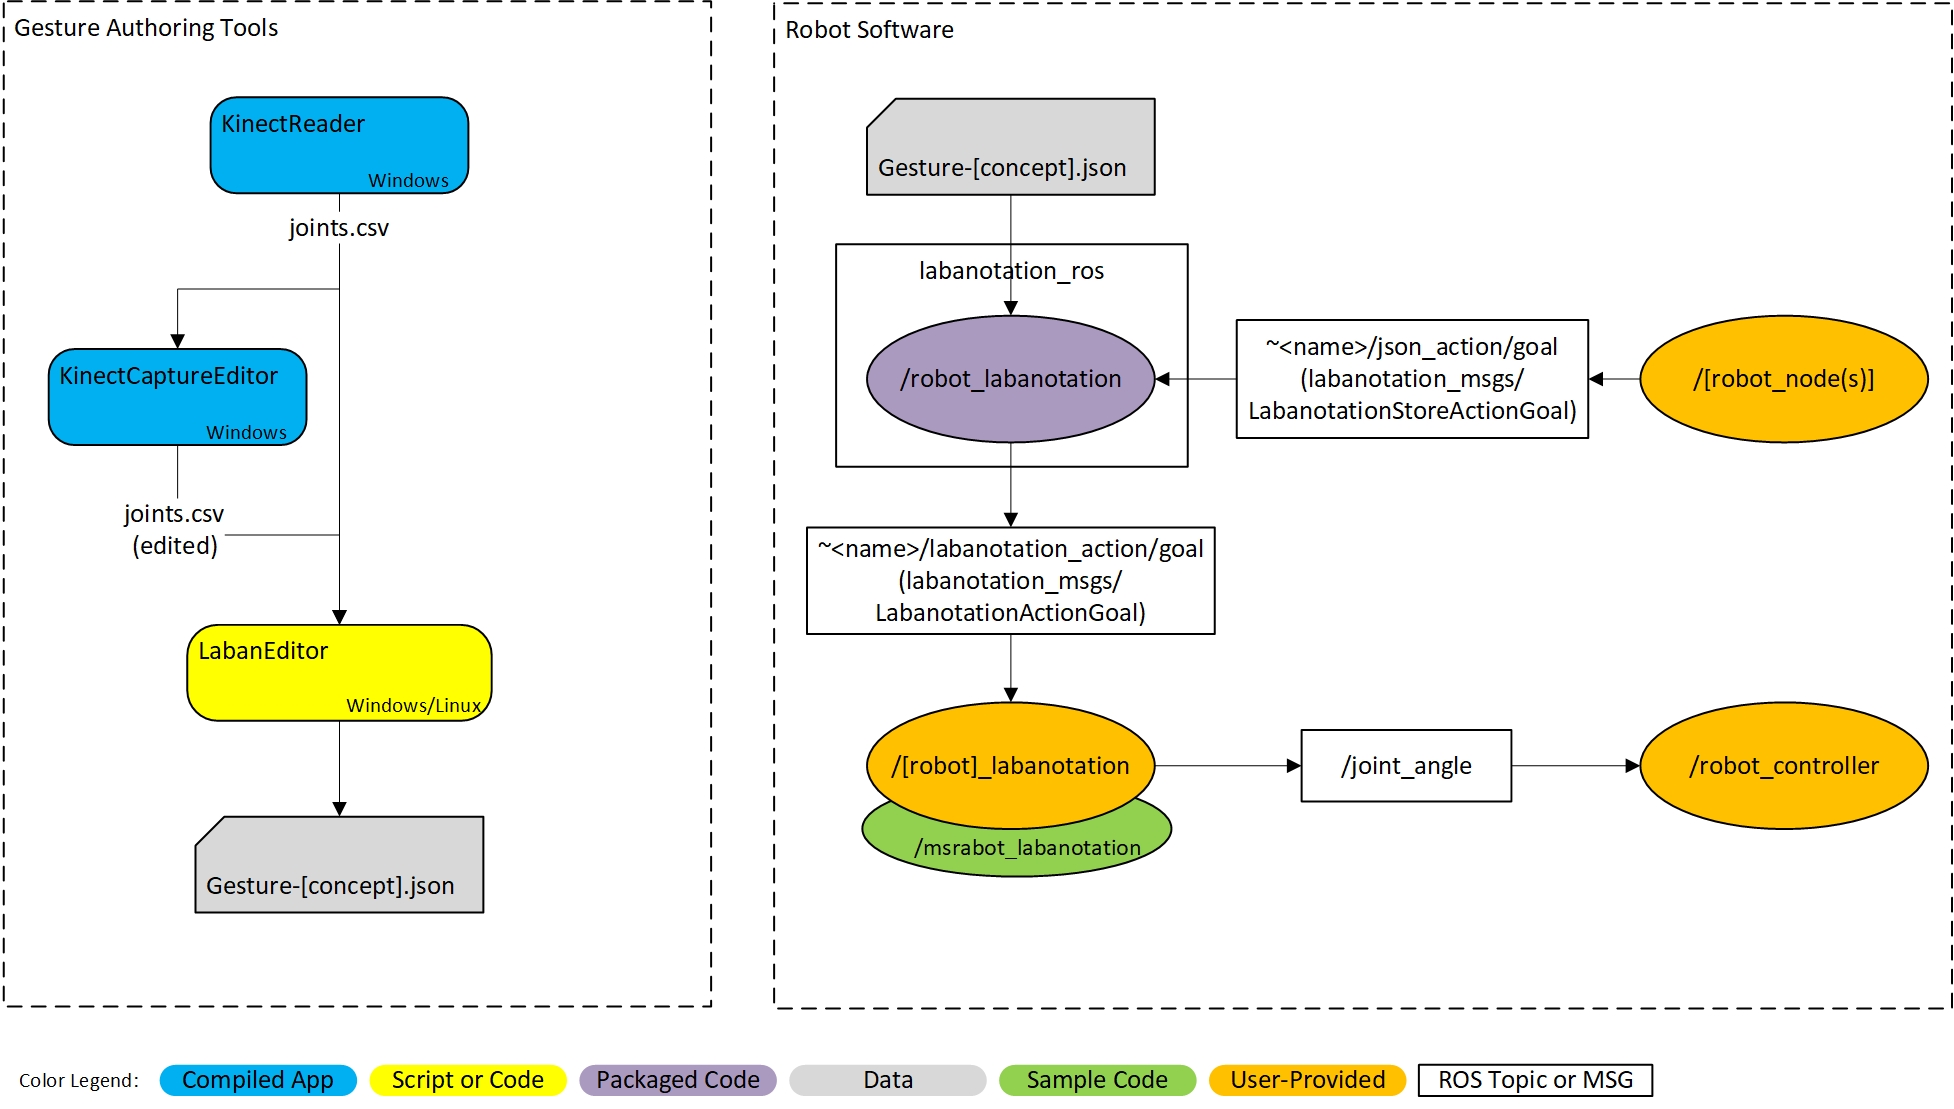 Gesture Authoring Tools
KinectReader
Windows
joints.csv
KinectCaptureEditor
Windows
joints.csv
(edited)
LabanEditor
Windows/Linux
Gesture-[concept].json
Robot Software
Gesture-[concept].json
labanotation_ros
/robot_labanotation
~<name>/json_action/goal
(labanotation_msgs/
LabanotationStoreActionGoal)
/[robot_node(s)]
~<name>/labanotation_action/goal
(labanotation_msgs/
LabanotationActionGoal)
/[robot]_labanotation
/msrabot_labanotation
/joint_angle
/robot_controller
Color Legend:
Compiled App
Script or Code
Packaged Code
Data
Sample Code
User-Provided
ROS Topic or MSG